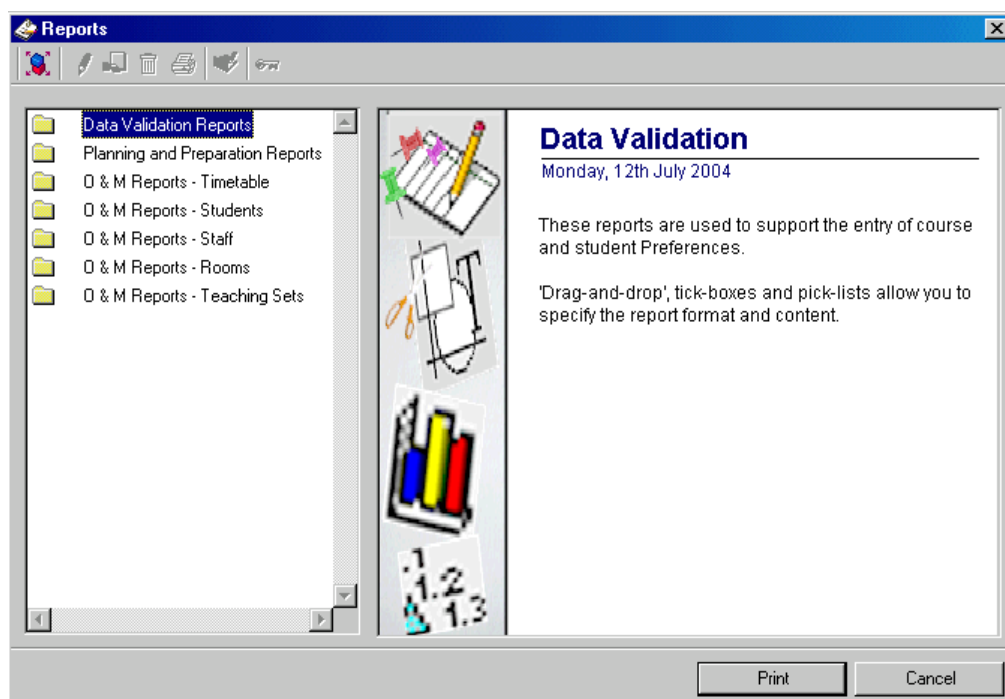 Reports
Data Validation Reports
Planning and Preparation Reports
O & M Reports - Timetable
O & M Reports - Students
O & M Reports - Staff
O & M Reports - Rooms
O & M Reports - Teaching Sets
.1
1.2
1.3
Data Validation
Monday, 12th July 2004
These reports are used to support the entry of course
and student Preferences.
'Drag-and-drop', tick-boxes and pick-lists allow you to
specify the report format and content.
Print
Cancel